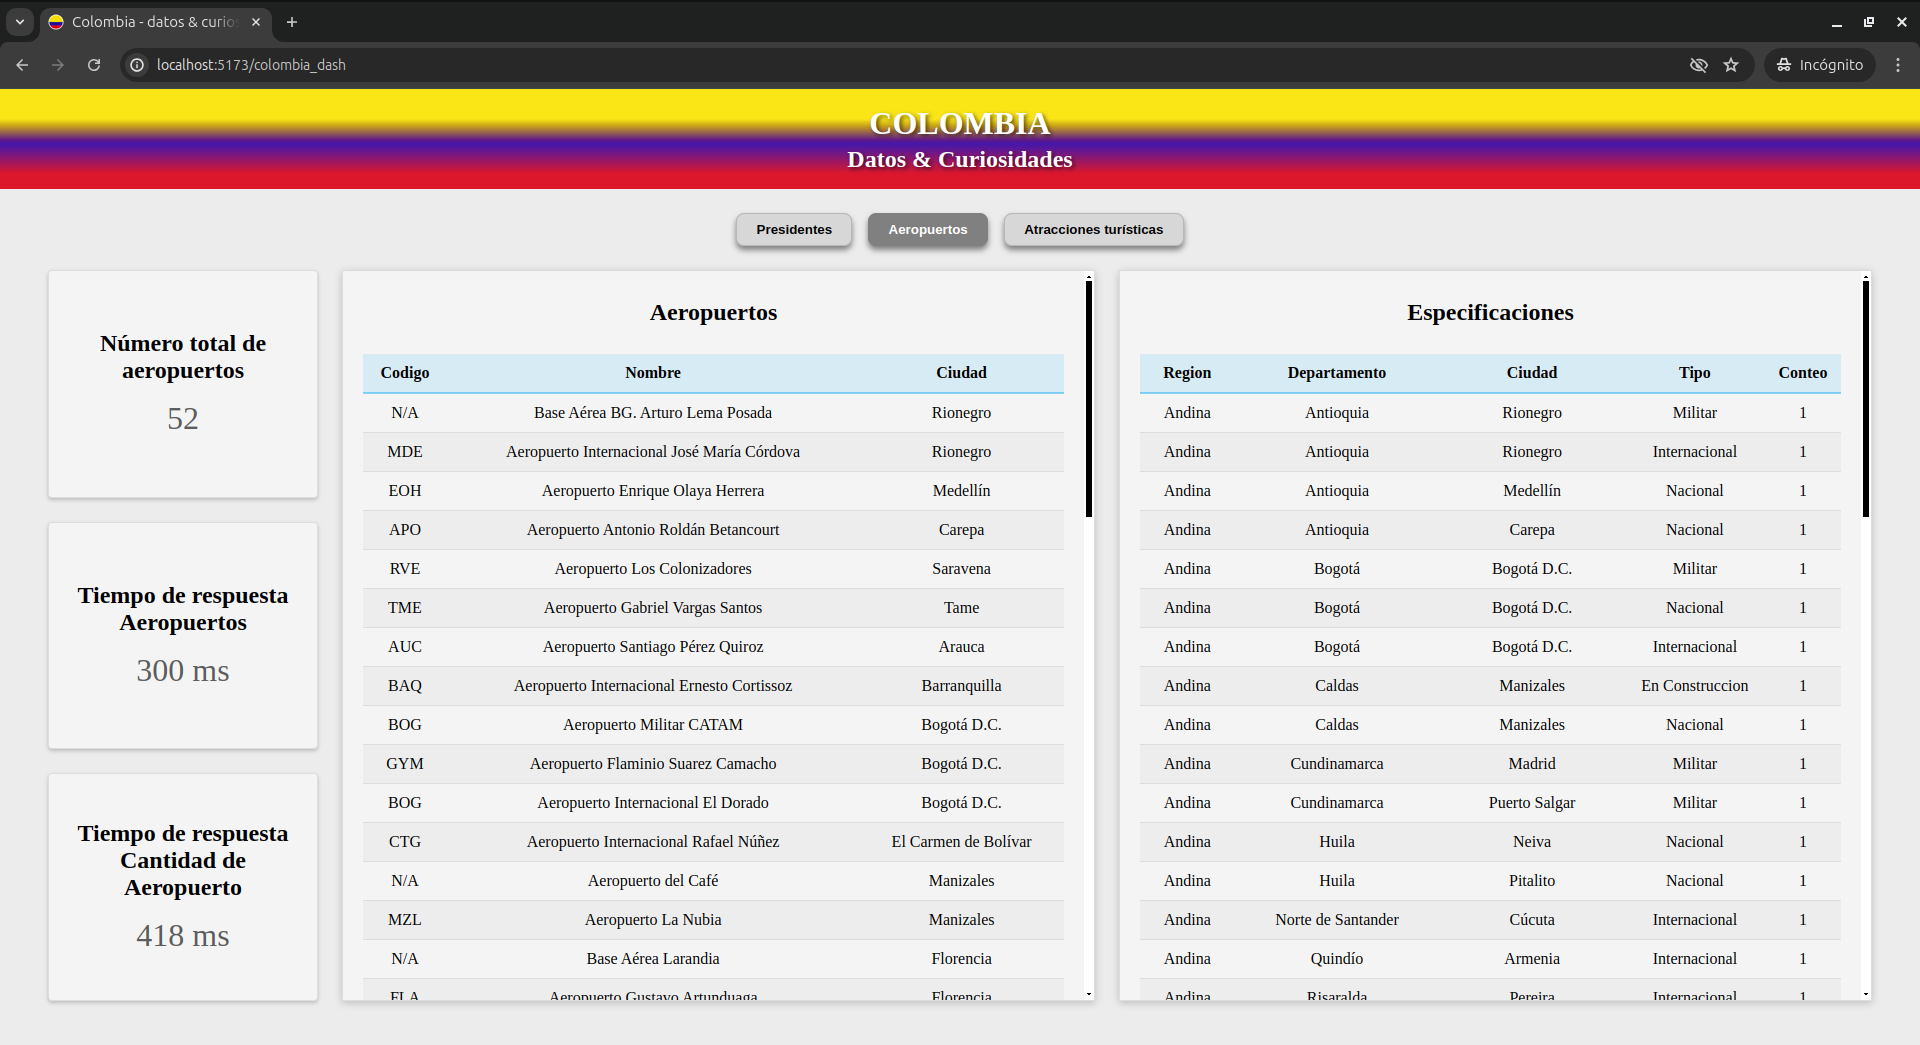 Colombia - datos & curios
localhost:5173/colombia_dash
Incógnito
COLOMBIA
Datos & Curiosidades
Presidentes
Aeropuertos
Atracciones turísticas
Número total de
aeropuertos
52
Tiempo de respuesta
Aeropuertos
300 ms
Tiempo de respuesta
Cantidad de
Aeropuerto
418 ms
Aeropuertos
Codigo Nombre Ciudad
N/A Base Aérea BG. Arturo Lema Posada Rionegro
MDE Aeropuerto Internacional José María Córdova Rionegro
EOH Aeropuerto Enrique Olaya Herrera Medellín
APO Aeropuerto Antonio Roldán Betancourt Carepa
RVE Aeropuerto Los Colonizadores Saravena
TME Aeropuerto Gabriel Vargas Santos Tame
AUC Aeropuerto Santiago Pérez Quiroz Arauca
BAQ Aeropuerto Internacional Ernesto Cortissoz Barranquilla
BOG Aeropuerto Militar CATAM Bogotá D.C.
GYM Aeropuerto Flaminio Suarez Camacho Bogotá D.C.
BOG Aeropuerto Internacional El Dorado Bogotá D.C.
CTG Aeropuerto Internacional Rafael Núñez El Carmen de Bolívar
N/A Aeropuerto del Café Manizales
MZL Aeropuerto La Nubia Manizales
N/A Base Aérea Larandia Florencia
FLA Aeropuerto Gustavo Artunduaga Florencia
Especificaciones
Region Departamento Ciudad Tipo Conteo
Andina Antioquia Rionegro Militar 1
Andina Antioquia Rionegro Internacional 1
Andina Antioquia Medellín Nacional 1
Andina Antioquia Carepa Nacional 1
Andina Bogotá Bogotá D.C. Militar 1
Andina Bogotá Bogotá D.C. Nacional 1
Andina Bogotá Bogotá D.C. Internacional 1
Andina Caldas Manizales En Construccion 1
Andina Caldas Manizales Nacional 1
Andina Cundinamarca Madrid Militar 1
Andina Cundinamarca Puerto Salgar Militar 1
Andina Huila Neiva Nacional 1
Andina Huila Pitalito Nacional 1
Andina Norte de Santander Cúcuta Internacional 1
Andina Quindío Armenia Internacional 1
Andina Risaralda Pereira Internacional 1